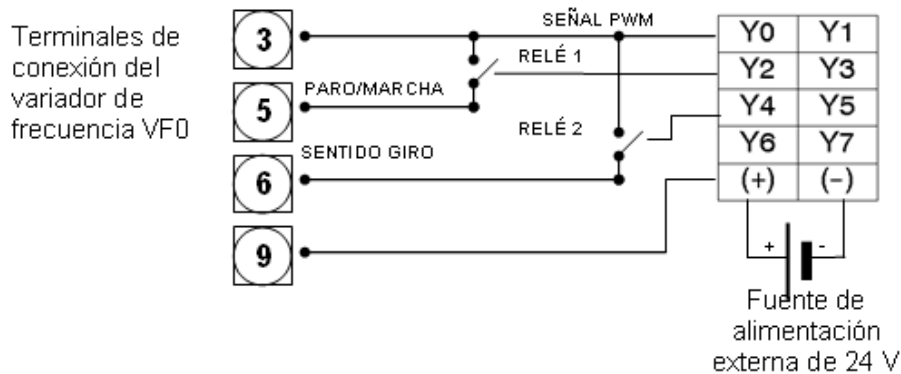 Terminales de
conexión del
variador de
frecuencia VF0
3
SEÑAL PWM
Y0 Y1
RELÉ 1
Y2 Y3
5
PARO/MARCHA
Y4 Y5
RELÉ 2
Y6 Y7
SENTIDO GIRO
6
(+) (−)
9
+ -
Fuente de
alimentación
externa de 24 V